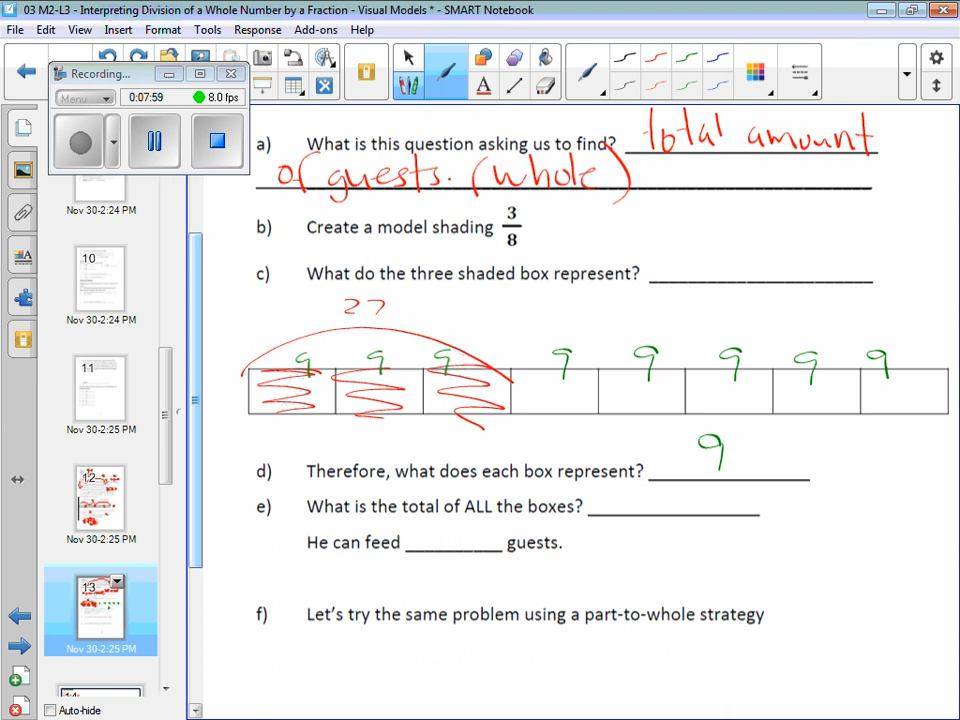 03 M2-L3 - Interpreting Division of a Whole Number by a Fraction - Visual Models * - SMART Notebook
File Edit View Insert Format Tools Response Add-ons Help
Recording...
Menu 0:07:59 8.0 fps
a) What is this question asking us to find? total amount
of guests. (whole)
b) Create a model shading 3/8
c) What do the three shaded box represent? ____________________
27
9 9 9 9 9 9 9 9
d) Therefore, what does each box represent? 9
e) What is the total of ALL the boxes? ____________________
He can feed __________ guests.
f) Let's try the same problem using a part-to-whole strategy
Nov 30-2:24 PM
10
Nov 30-2:24 PM
11
Nov 30-2:25 PM
12
Nov 30-2:25 PM
13
Nov 30-2:25 PM
14
Auto-hide